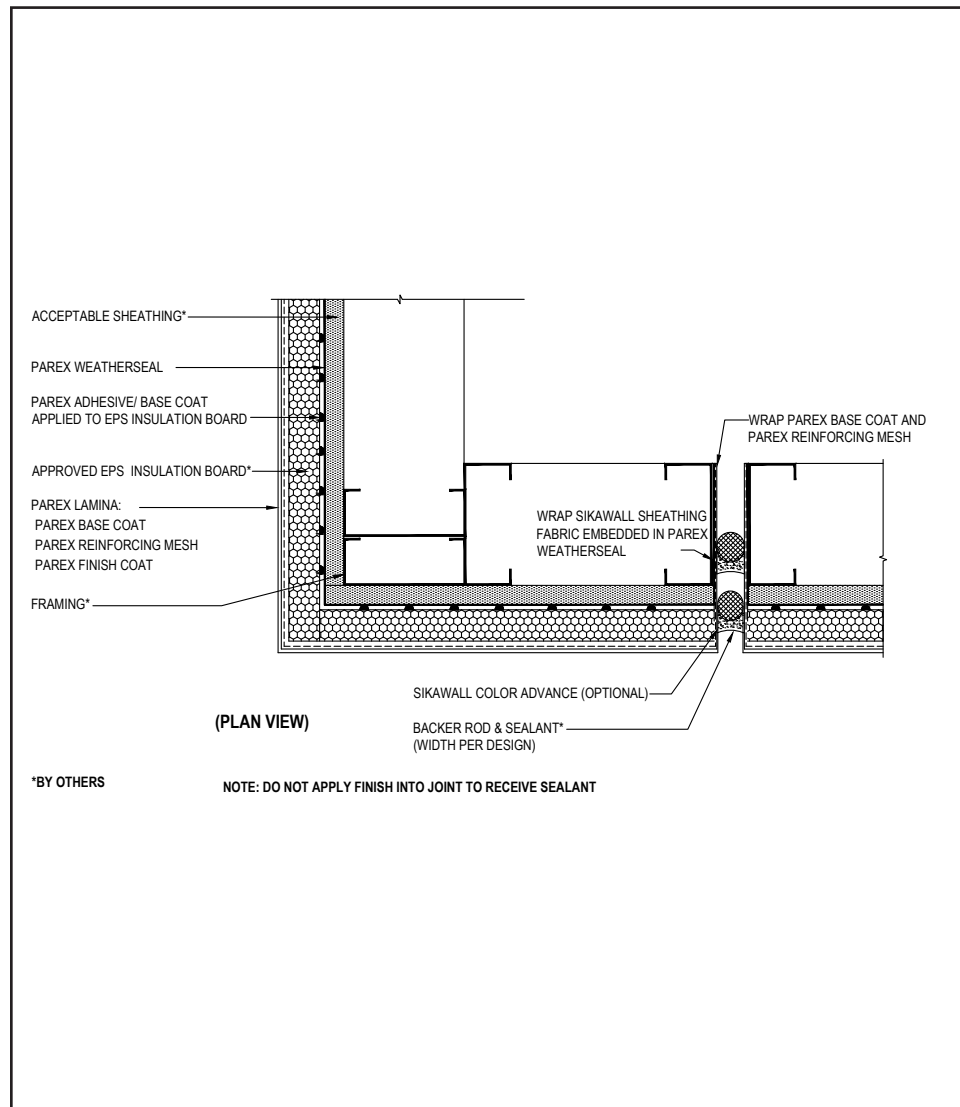 ACCEPTABLE SHEATHING*
PAREX WEATHERSEAL
PAREX ADHESIVE/ BASE COAT
APPLIED TO EPS INSULATION BOARD
APPROVED EPS INSULATION BOARD*
PAREX LAMINA:
PAREX BASE COAT
PAREX REINFORCING MESH
PAREX FINISH COAT
FRAMING*
WRAP PAREX BASE COAT AND
PAREX REINFORCING MESH
WRAP SIKAWALL SHEATHING
FABRIC EMBEDDED IN PAREX
WEATHERSEAL
SIKAWALL COLOR ADVANCE (OPTIONAL)
BACKER ROD & SEALANT*
(WIDTH PER DESIGN)
(PLAN VIEW)
*BY OTHERS
NOTE: DO NOT APPLY FINISH INTO JOINT TO RECEIVE SEALANT